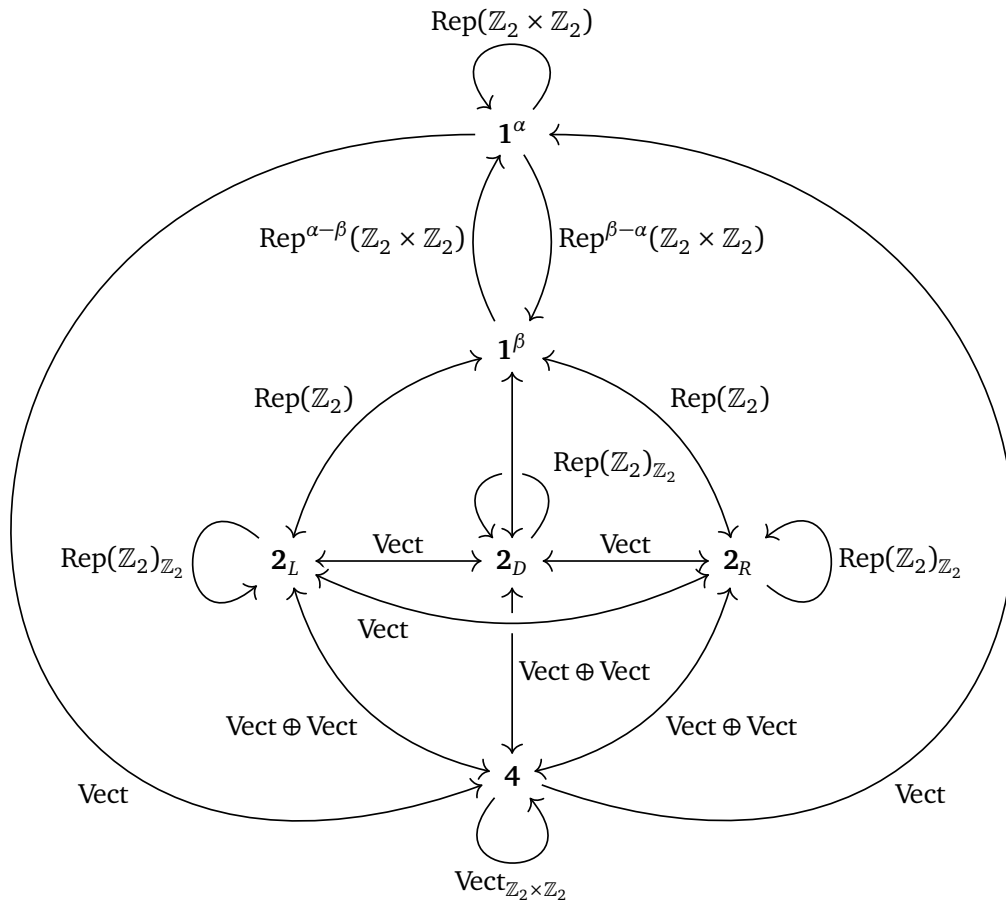 Rep(ℤ₂ × ℤ₂)
1^α
Rep^{α−β}(ℤ₂ × ℤ₂)
Rep^{β−α}(ℤ₂ × ℤ₂)
1^β
Rep(ℤ₂)
Rep(ℤ₂)
Rep(ℤ₂)_{ℤ₂}
Rep(ℤ₂)_{ℤ₂}
2_L
Vect
2_D
Vect
2_R
Rep(ℤ₂)_{ℤ₂}
Vect
Vect ⊕ Vect
Vect ⊕ Vect
Vect ⊕ Vect
Vect
4
Vect
Vect_{ℤ₂×ℤ₂}